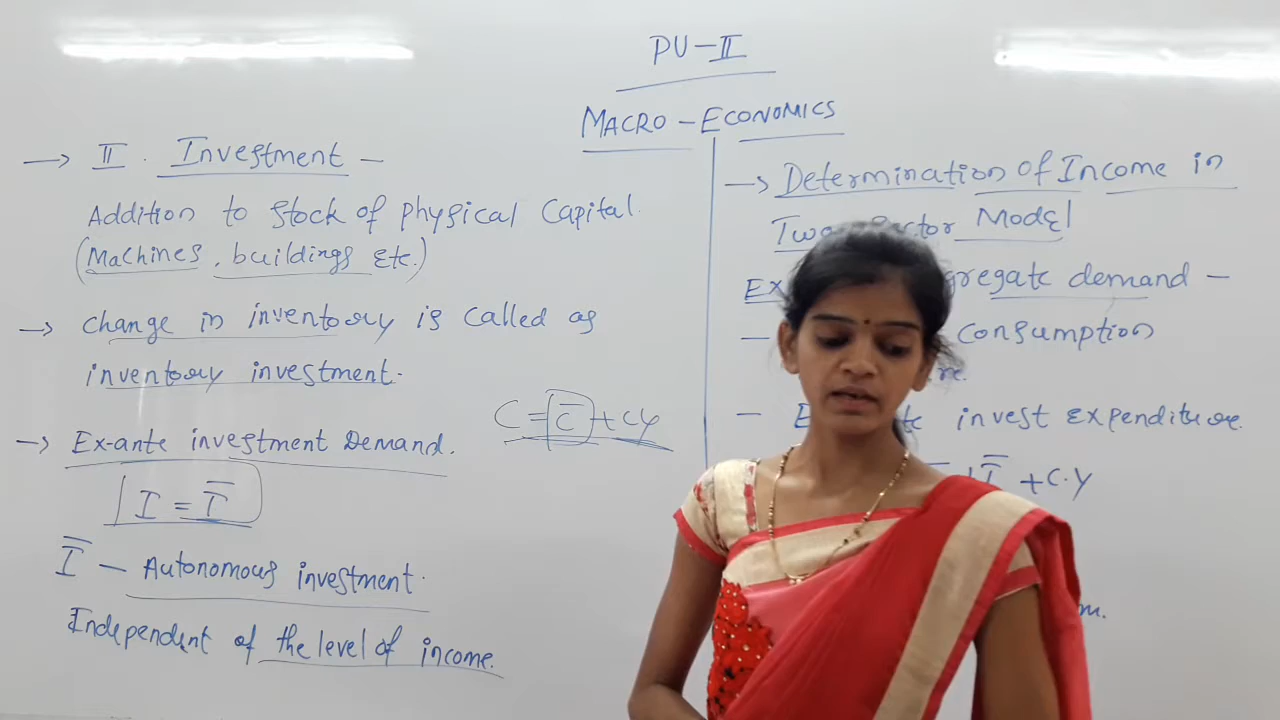 PU-II
MACRO-ECONOMICS
→ II. Investment -
Addition to stock of physical capital.
(Machines, buildings etc.)
→ change in inventory is called as
inventory investment.
C = C̅ + cy
→ Ex-ante investment Demand.
I = I̅
I̅ - Autonomous investment.
Independent of the level of income.
→ Determination of Income in
Model
demand -
- consumption
- invest expenditure.
I̅ + C.Y